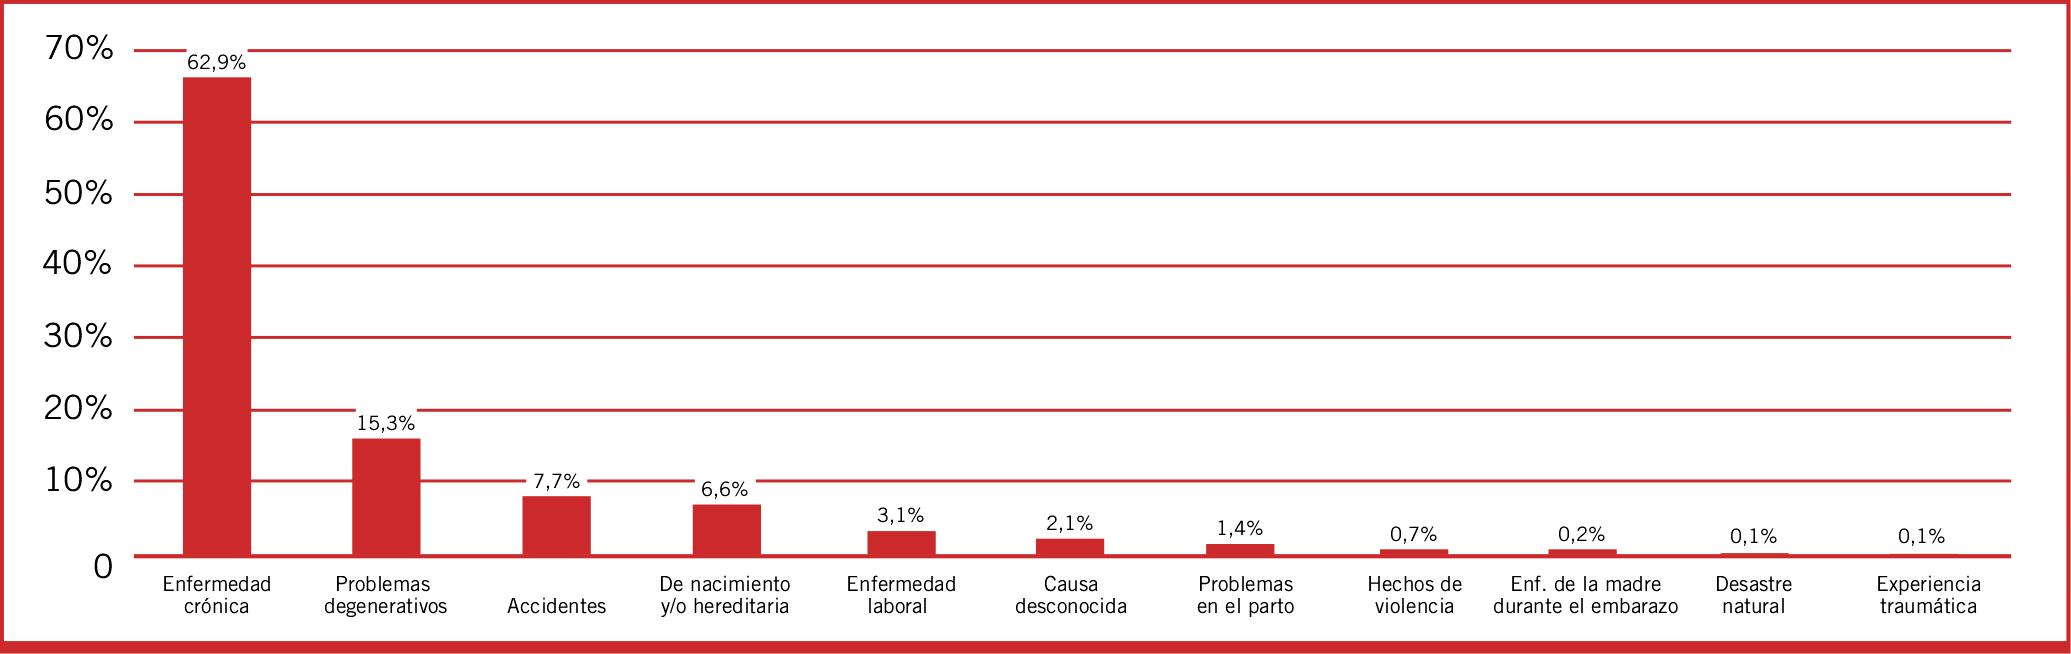 70%
62,9%
60%
50%
40%
30%
20%
15,3%
10%
7,7%
6,6%
3,1%
2,1%
1,4%
0,7%
0,2%
0,1%
0,1%
0
Enfermedad
crónica
Problemas
degenerativos
Accidentes
De nacimiento
y/o hereditaria
Enfermedad
laboral
Causa
desconocida
Problemas
en el parto
Hechos de
violencia
Enf. de la madre
durante el embarazo
Desastre
natural
Experiencia
traumática